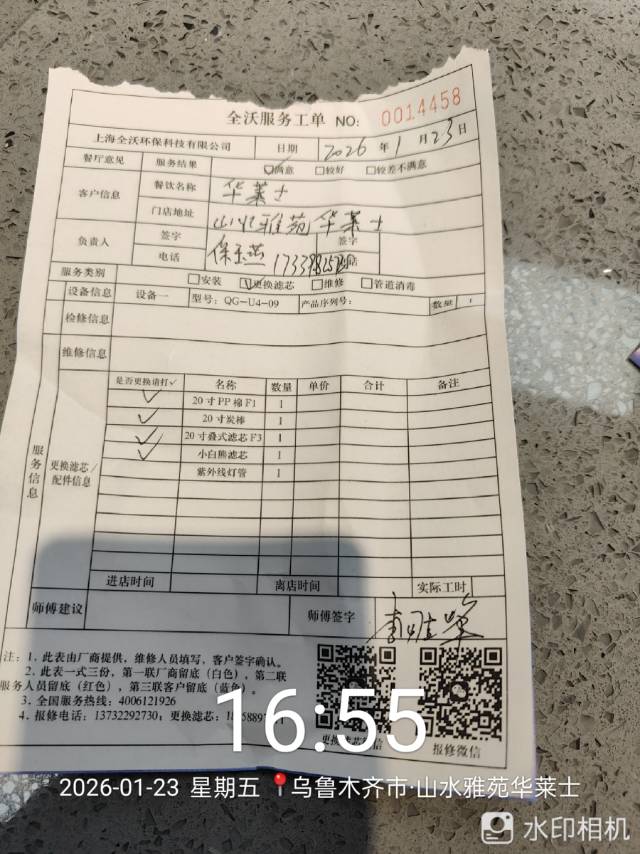 全沃服务工单 NO: 0014458
上海全沃环保科技有限公司 日期 2026 年 1 月 23 日
餐厅意见 服务结果 ☑满意 □较好 □较差不满意
客户信息 餐饮名称 华莱士
门店地址 山水雅苑华莱士
负责人 签字 签字
电话
服务类别 □安装 ☑更换滤芯 □维修 □管道消毒
设备信息 设备一 型号: QG-U4-09 产品序列号: 数量 1
检修信息
维修信息
服务信息
更换滤芯/配件信息
是否更换请打✓ 名称 数量 单价 合计 备注
✓ 20寸PP棉F1 1
✓ 20寸炭棒 1
✓ 20寸叠式滤芯F3 1
✓ 小白熊滤芯 1
紫外线灯管 1
进店时间 离店时间 实际工时
师傅建议 师傅签字
注: 1、此表由厂商提供，维修人员填写，客户签字确认。
2、此表一式三份，第一联厂商留底（白色），第二联
服务人员留底（红色），第三联客户留底（蓝色）。
3、全国服务热线: 4006121926
4、报修电话: 13732292730; 更换滤芯:
更换滤芯 报修微信
16:55
2026-01-23 星期五 乌鲁木齐市·山水雅苑华莱士
水印相机